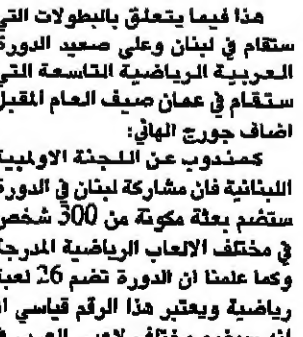 هذا فيما يتعلق بالبطولات التي
ستقام في لبنان وعلى صعيد الدورة
العربية الرياضية التاسعة التي
ستقام في عمان صيف العام المقبل
اضاف جورج الهاني:
كمندوب عن اللجنة الاولمبية
اللبنانية فان مشاركة لبنان في الدورة
ستضم بعثة مكونة من 300 شخص
في مختلف الالعاب الرياضية المدرجة
وكما علمنا ان الدورة تضم 26 لعبة
رياضية ويعتبر هذا الرقم قياسي